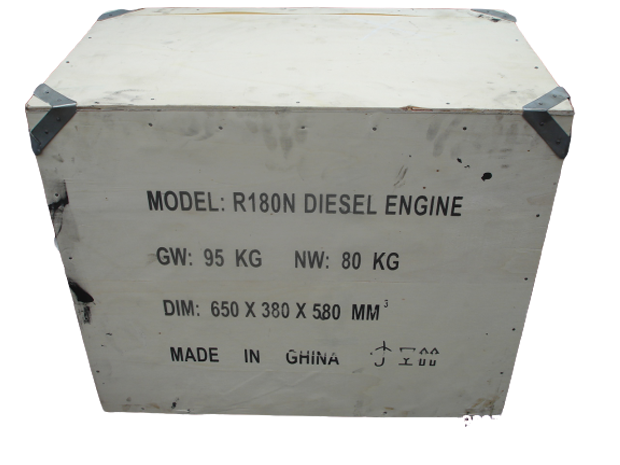 MODEL: R180N DIESEL ENGINE
GW: 95 KG NW: 80 KG
DIM: 650 X 380 X 580 MM³
MADE IN GHINA